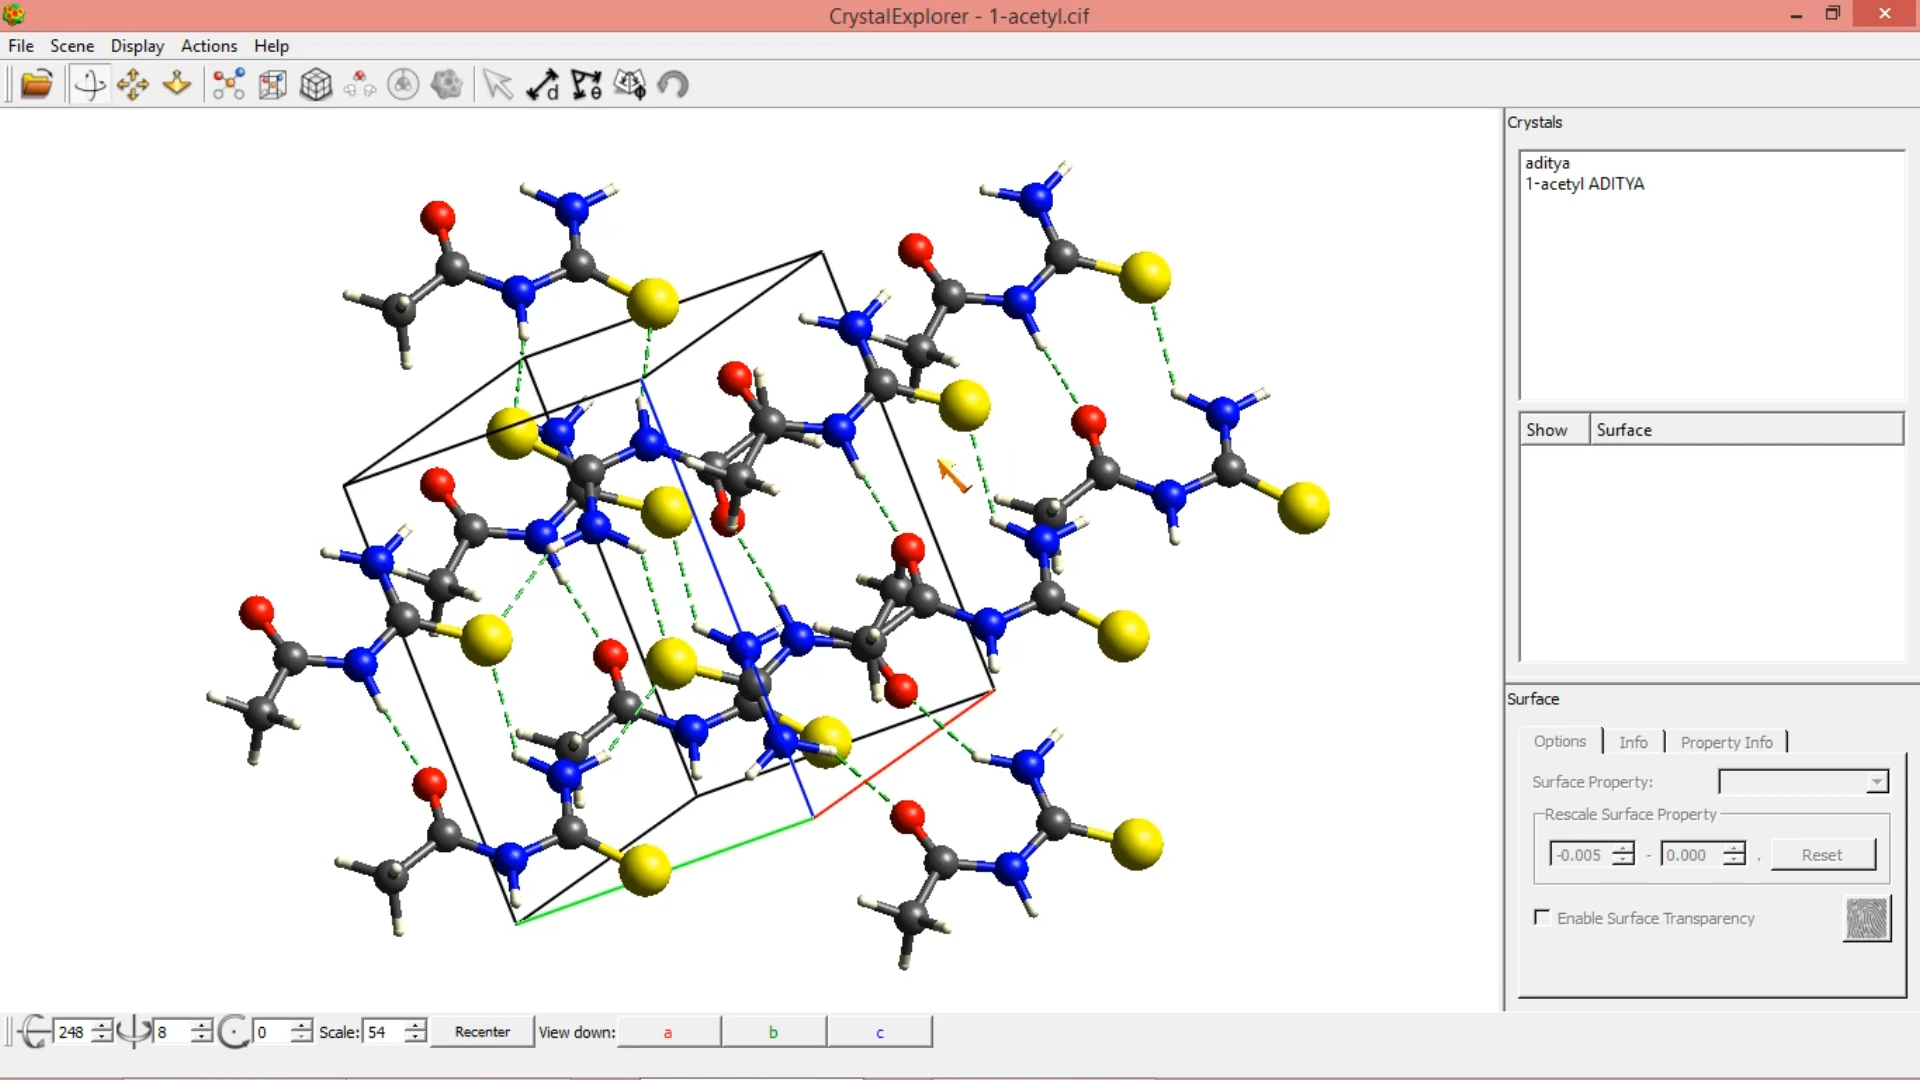 CrystalExplorer - 1-acetyl.cif
File Scene Display Actions Help
d θ Φ
Crystals
aditya
1-acetyl ADITYA
Show Surface
Surface
Options Info Property Info
Surface Property:
Rescale Surface Property
-0.005 - 0.000 . Reset
Enable Surface Transparency
248 8 0 Scale: 54 Recenter View down: a b c